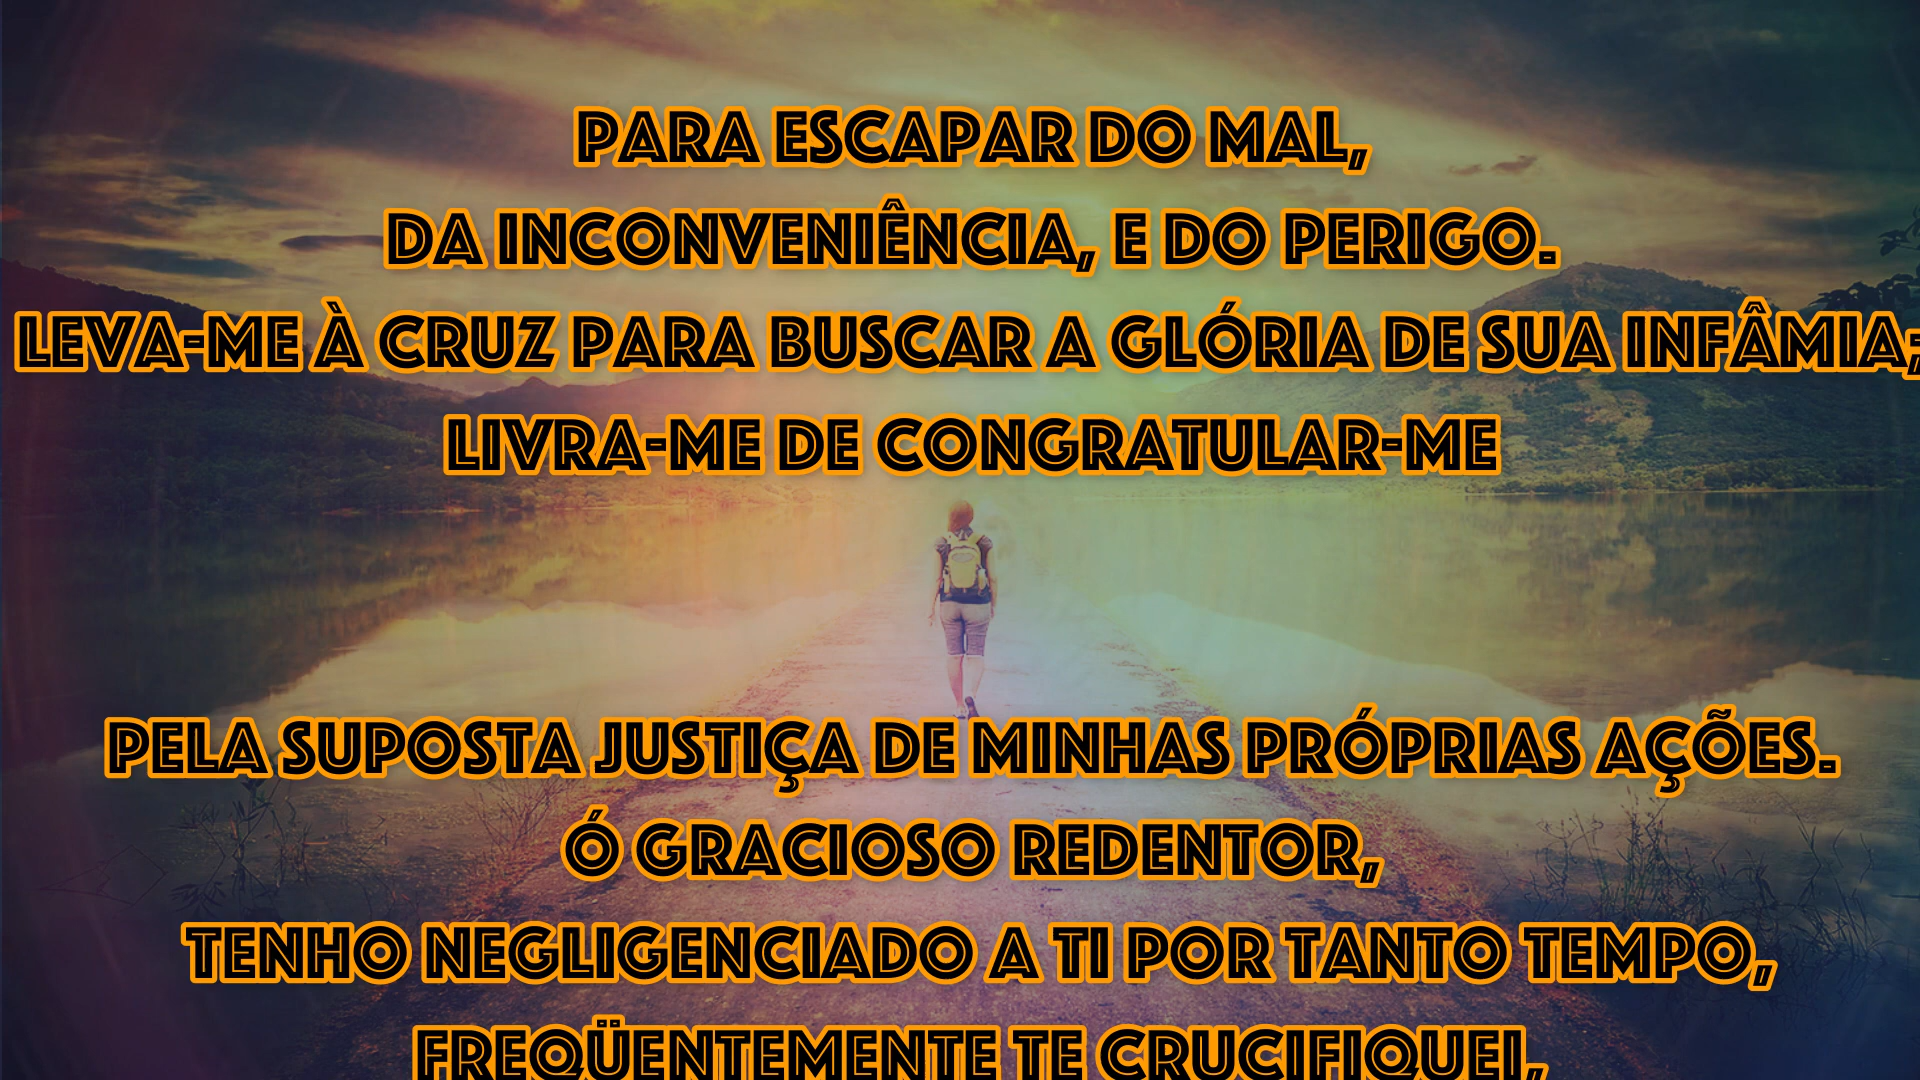 PARA ESCAPAR DO MAL,
DA INCONVENIÊNCIA, E DO PERIGO.
LEVA-ME À CRUZ PARA BUSCAR A GLÓRIA DE SUA INFÂMIA;
LIVRA-ME DE CONGRATULAR-ME
PELA SUPOSTA JUSTIÇA DE MINHAS PRÓPRIAS AÇÕES.
Ó GRACIOSO REDENTOR,
TENHO NEGLIGENCIADO A TI POR TANTO TEMPO,
FREQÜENTEMENTE TE CRUCIFIQUEI,